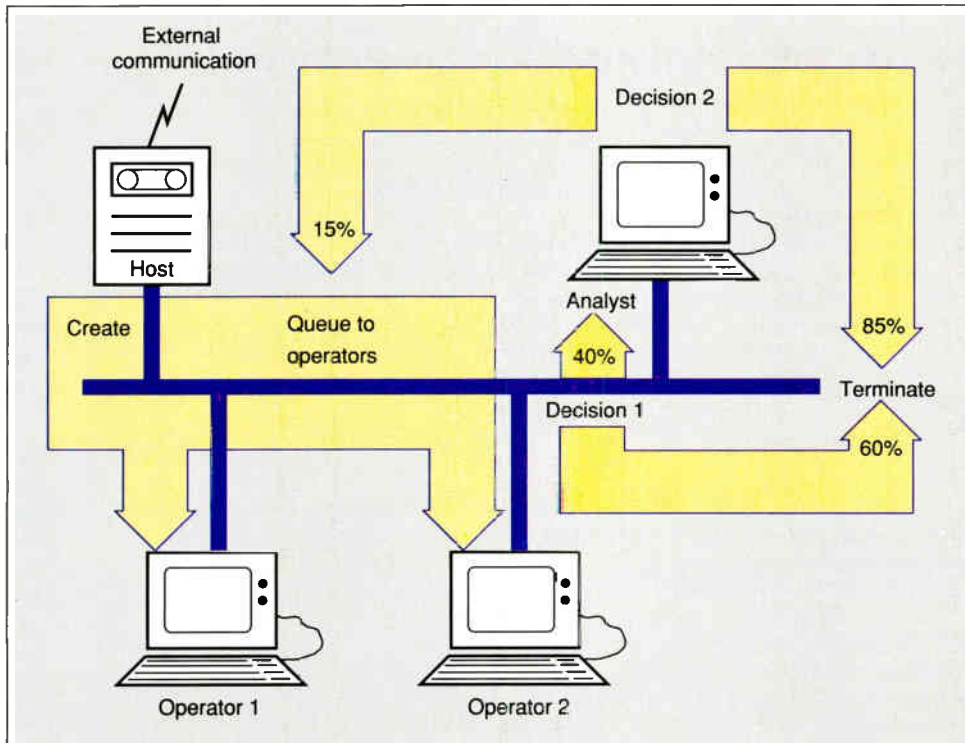 External
communication
Decision 2
15%
Host
Create
Queue to
operators
Analyst
85%
40%
Terminate
Decision 1
60%
Operator 1
Operator 2